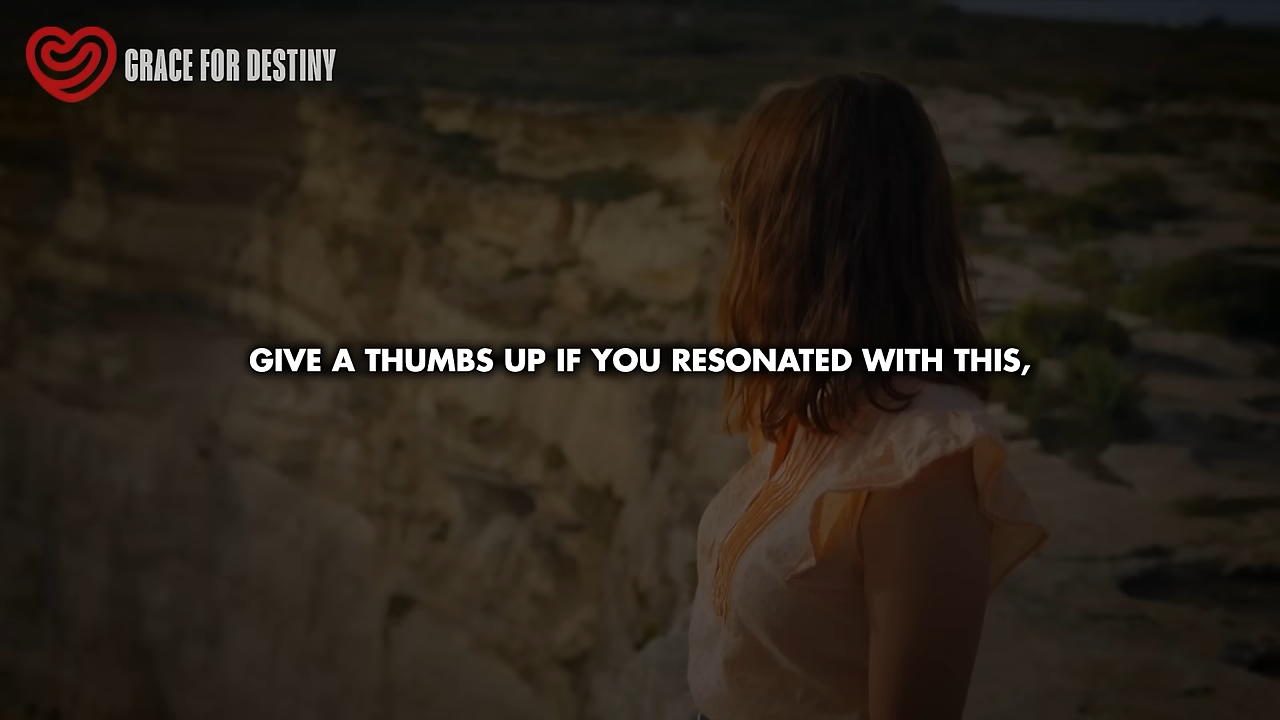 GRACE FOR DESTINY
GIVE A THUMBS UP IF YOU RESONATED WITH THIS,